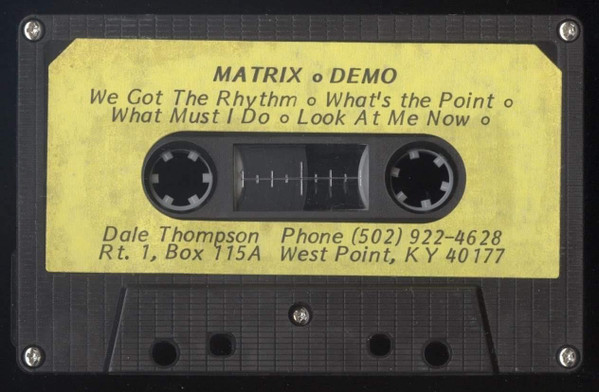 MATRIX o DEMO
We Got The Rhythm o What's the Point o
What Must I Do o Look At Me Now o
Dale Thompson Phone (502) 922-4628
Rt. 1, Box 115A West Point, KY 40177